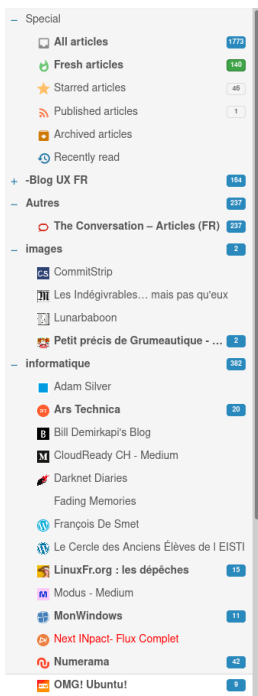 Special
All articles 1773
Fresh articles 140
Starred articles 46
Published articles 1
Archived articles
Recently read
-Blog UX FR 164
Autres 237
The Conversation – Articles (FR) 237
images 2
CS CommitStrip
Les Indégivrables… mais pas qu'eux
Lunarbaboon
Petit précis de Grumeautique - ... 2
informatique 382
Adam Silver
Ars Technica 20
B Bill Demirkapi's Blog
M CloudReady CH - Medium
Darknet Diaries
Fading Memories
François De Smet
Le Cercle des Anciens Élèves de l EISTI
LinuxFr.org : les dépêches 15
Modus - Medium
MonWindows 11
Next INpact- Flux Complet
Numerama 42
OMG! Ubuntu! 9